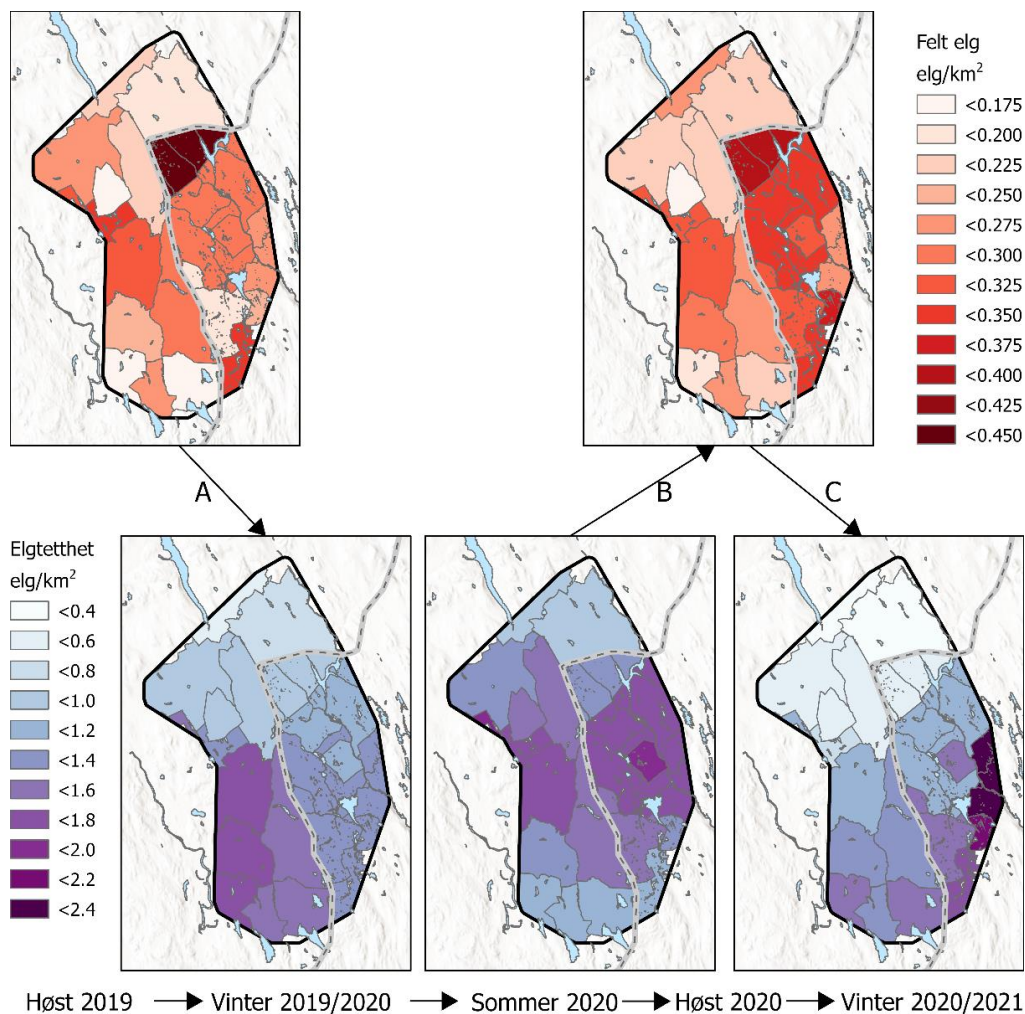 Felt elg
elg/km²
<0.175
<0.200
<0.225
<0.250
<0.275
<0.300
<0.325
<0.350
<0.375
<0.400
<0.425
<0.450
A
B
C
Elgtetthet
elg/km²
<0.4
<0.6
<0.8
<1.0
<1.2
<1.4
<1.6
<1.8
<2.0
<2.2
<2.4
Høst 2019 → Vinter 2019/2020 → Sommer 2020 → Høst 2020 → Vinter 2020/2021